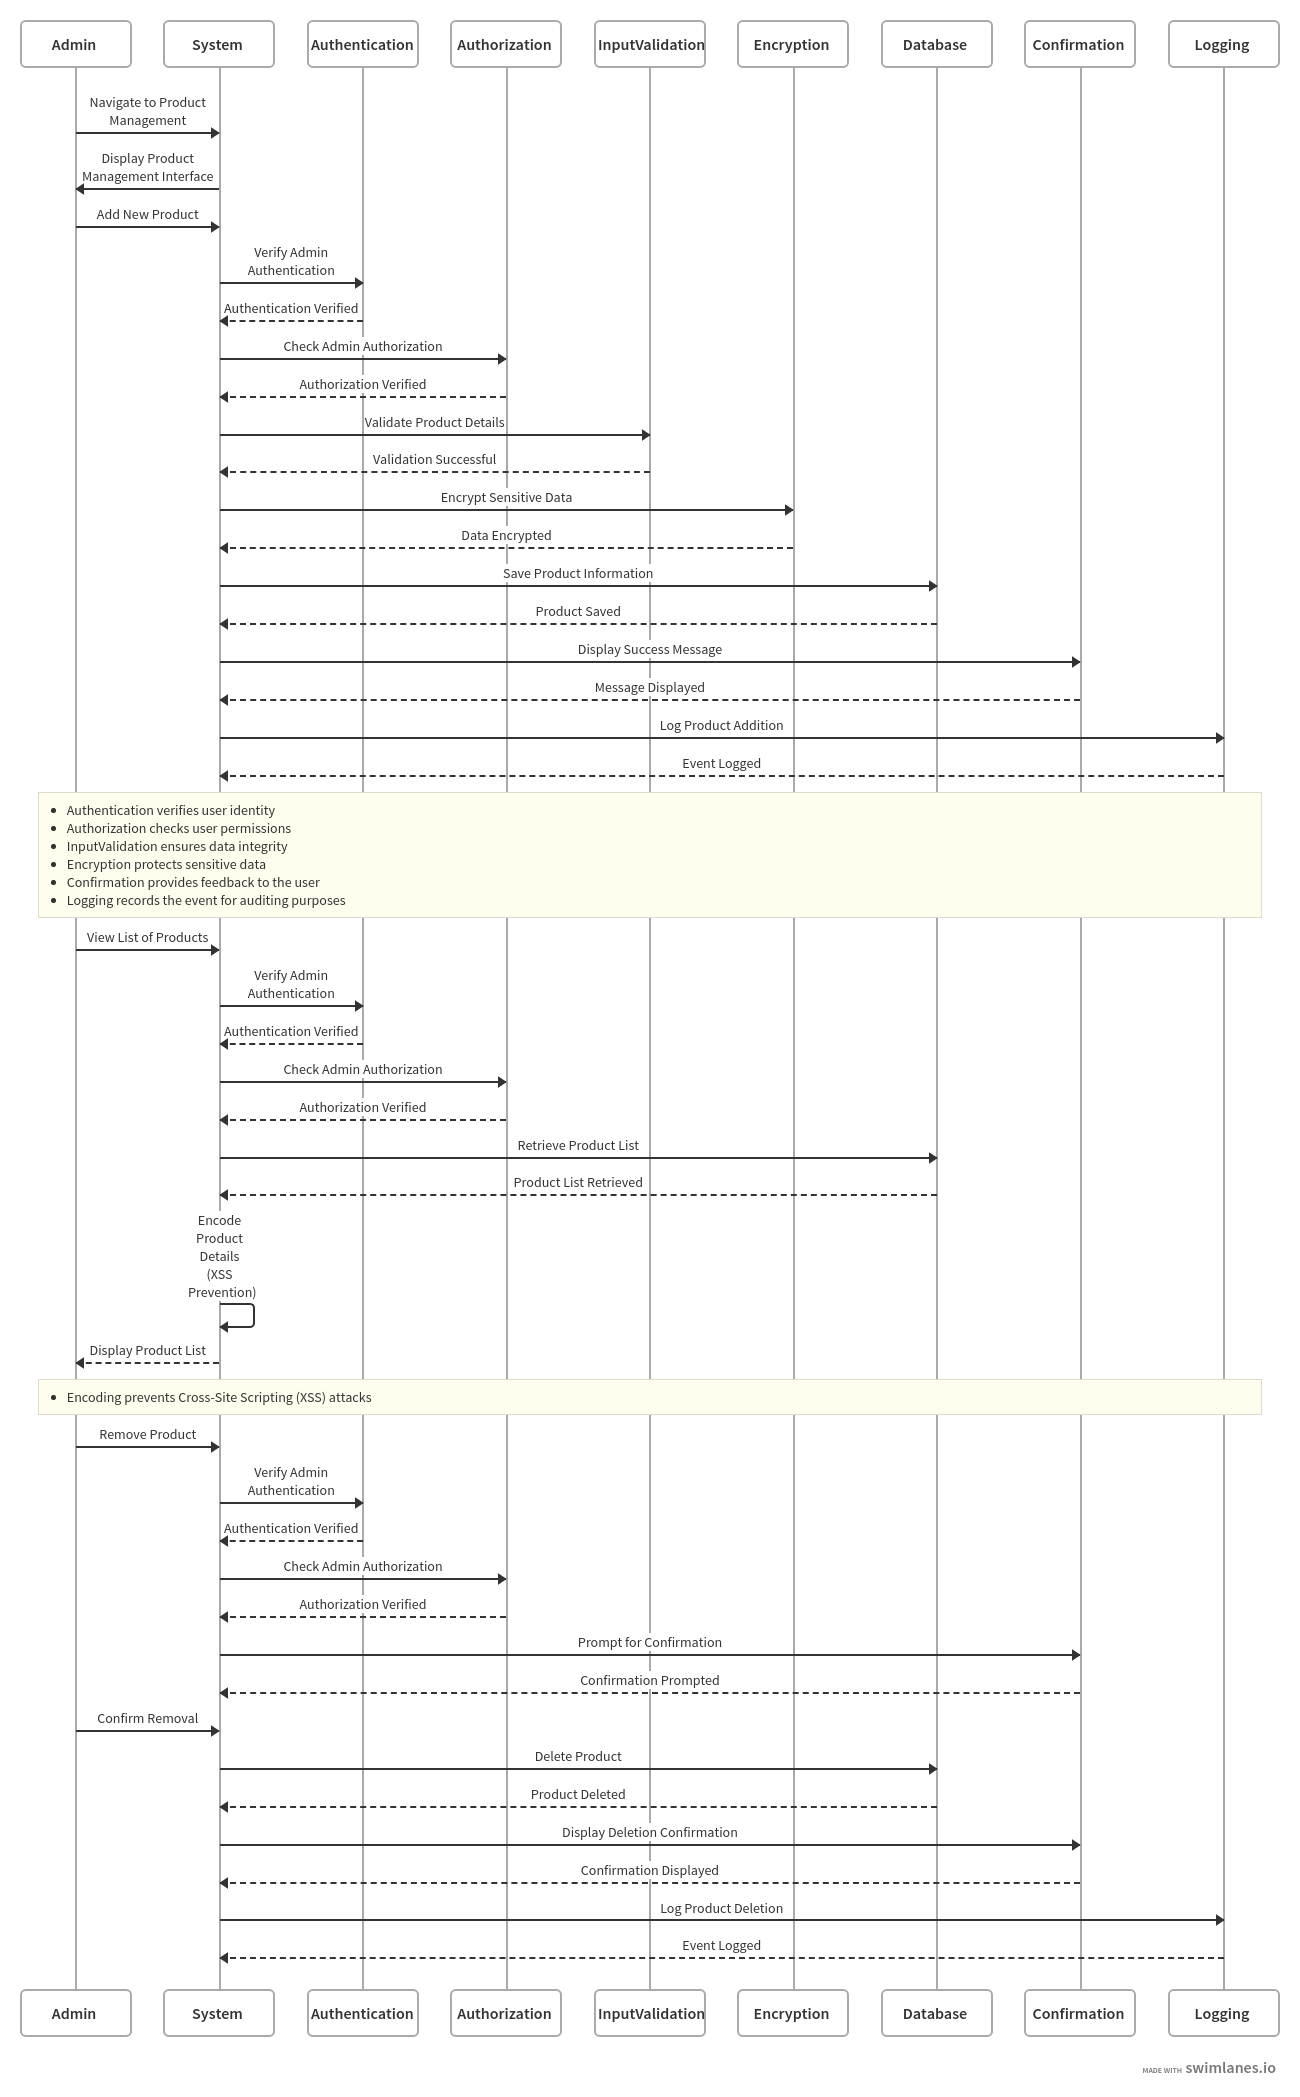 Admin
System
Authentication
Authorization
InputValidation
Encryption
Database
Confirmation
Logging
Navigate to Product
Management
Display Product
Management Interface
Add New Product
Verify Admin
Authentication
Authentication Verified
Check Admin Authorization
Authorization Verified
Validate Product Details
Validation Successful
Encrypt Sensitive Data
Data Encrypted
Save Product Information
Product Saved
Display Success Message
Message Displayed
Log Product Addition
Event Logged
• Authentication verifies user identity
• Authorization checks user permissions
• InputValidation ensures data integrity
• Encryption protects sensitive data
• Confirmation provides feedback to the user
• Logging records the event for auditing purposes
View List of Products
Verify Admin
Authentication
Authentication Verified
Check Admin Authorization
Authorization Verified
Retrieve Product List
Product List Retrieved
Encode
Product
Details
(XSS
Prevention)
Display Product List
• Encoding prevents Cross-Site Scripting (XSS) attacks
Remove Product
Verify Admin
Authentication
Authentication Verified
Check Admin Authorization
Authorization Verified
Prompt for Confirmation
Confirmation Prompted
Confirm Removal
Delete Product
Product Deleted
Display Deletion Confirmation
Confirmation Displayed
Log Product Deletion
Event Logged
Admin
System
Authentication
Authorization
InputValidation
Encryption
Database
Confirmation
Logging
MADE WITH swimlanes.io